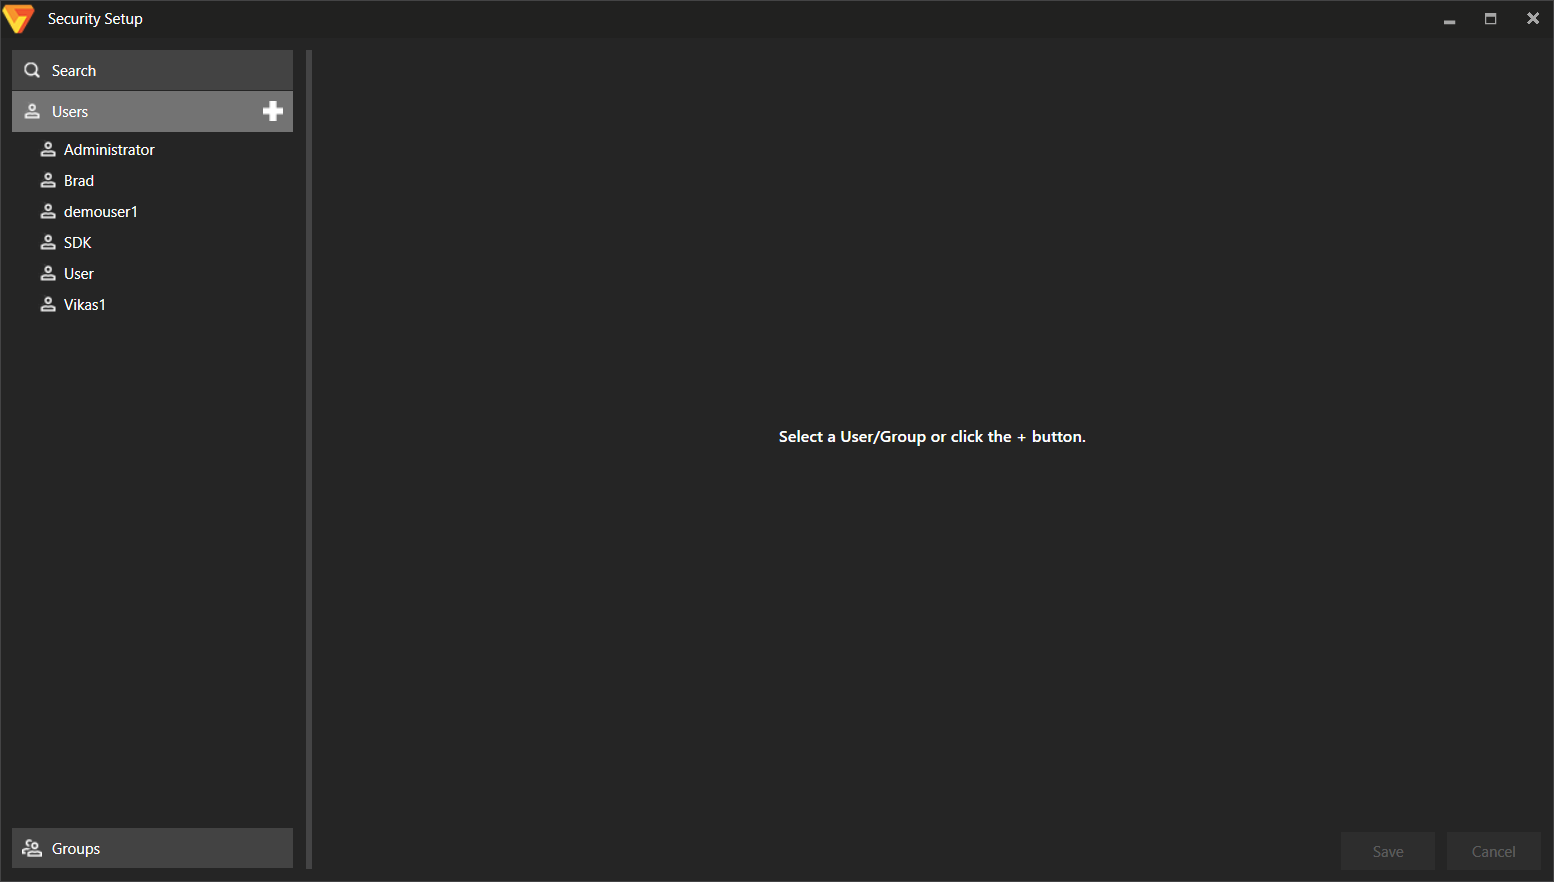 Security Setup
Search
Users
Administrator
Brad
demouser1
SDK
User
Vikas1
Select a User/Group or click the + button.
Groups
Save
Cancel